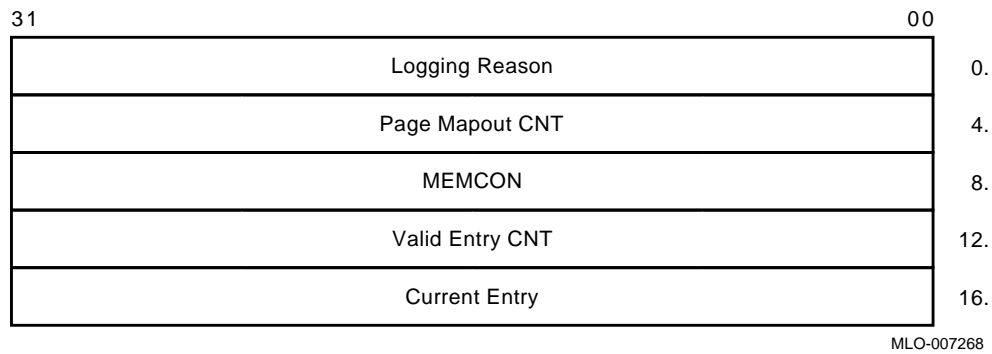 31 00
Logging Reason 0.
Page Mapout CNT 4.
MEMCON 8.
Valid Entry CNT 12.
Current Entry 16.
MLO-007268